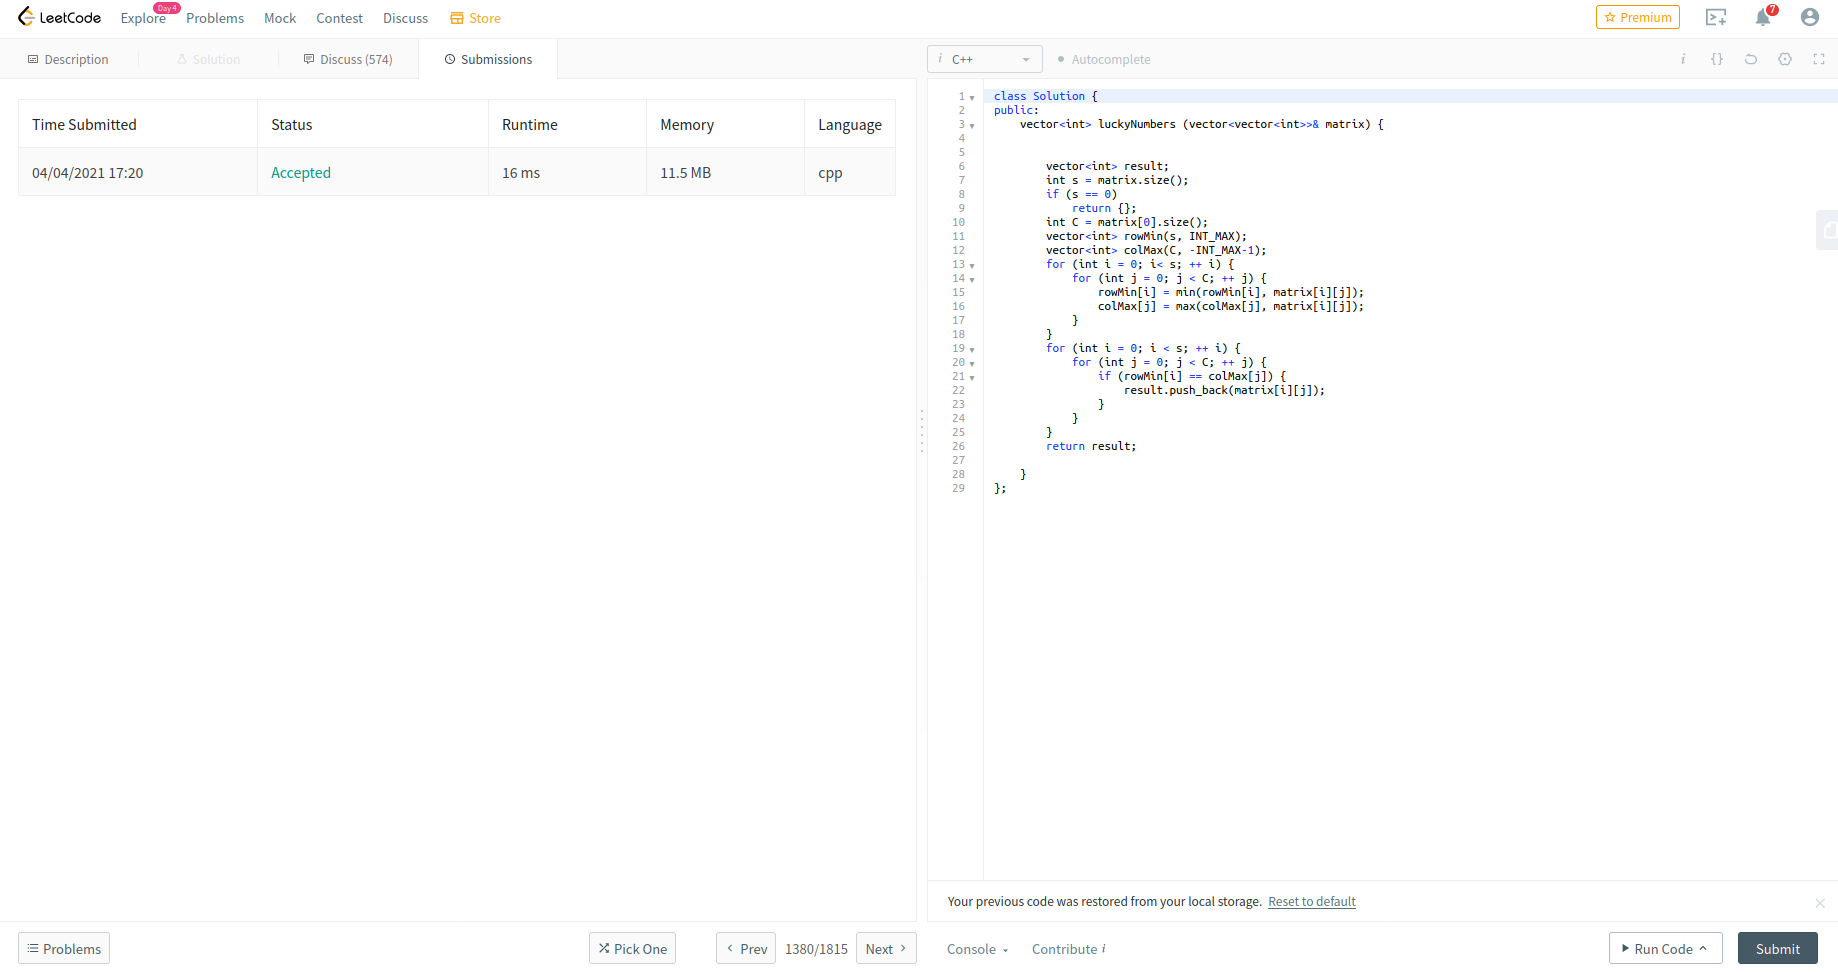 LeetCode Explore Day 4 Problems Mock Contest Discuss Store Premium 7
Description Solution Discuss (574) Submissions
i C++ Autocomplete i {}
Time Submitted Status Runtime Memory Language
04/04/2021 17:20 Accepted 16 ms 11.5 MB cpp
1 class Solution {
2 public:
3     vector<int> luckyNumbers (vector<vector<int>>& matrix) {
4
5
6         vector<int> result;
7         int s = matrix.size();
8         if (s == 0)
9             return {};
10         int C = matrix[0].size();
11         vector<int> rowMin(s, INT_MAX);
12         vector<int> colMax(C, -INT_MAX-1);
13         for (int i = 0; i< s; ++ i) {
14             for (int j = 0; j < C; ++ j) {
15                 rowMin[i] = min(rowMin[i], matrix[i][j]);
16                 colMax[j] = max(colMax[j], matrix[i][j]);
17             }
18         }
19         for (int i = 0; i < s; ++ i) {
20             for (int j = 0; j < C; ++ j) {
21                 if (rowMin[i] == colMax[j]) {
22                     result.push_back(matrix[i][j]);
23                 }
24             }
25         }
26         return result;
27
28     }
29 };
Your previous code was restored from your local storage. Reset to default
Problems Pick One Prev 1380/1815 Next Console Contribute i Run Code Submit